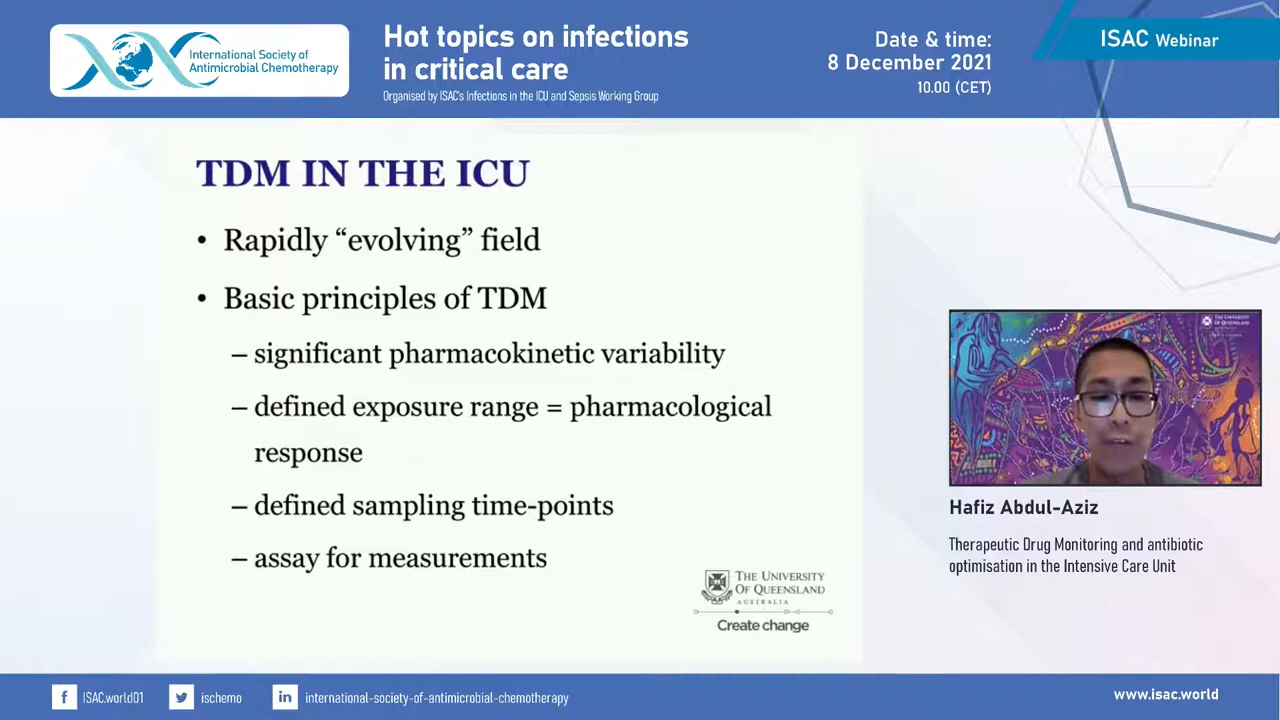 International Society of
Antimicrobial Chemotherapy
Hot topics on infections
in critical care
Organised by ISAC's Infections in the ICU and Sepsis Working Group
Date & time:
8 December 2021
10.00 (CET)
ISAC Webinar
TDM IN THE ICU
• Rapidly “evolving” field
• Basic principles of TDM
– significant pharmacokinetic variability
– defined exposure range = pharmacological
response
– defined sampling time-points
– assay for measurements
THE UNIVERSITY
OF QUEENSLAND
AUSTRALIA
Create change
THE UNIVERSITY
OF QUEENSLAND
Hafiz Abdul-Aziz
Therapeutic Drug Monitoring and antibiotic
optimisation in the Intensive Care Unit
ISAC.world01
ischemo
international-society-of-antimicrobial-chemotherapy
www.isac.world